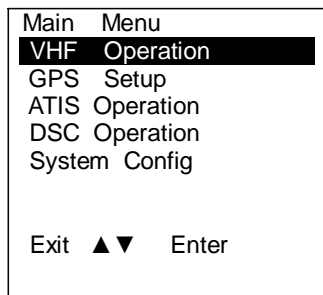 Main Menu
VHF Operation
GPS Setup
ATIS Operation
DSC Operation
System Config
Exit ▲▼ Enter